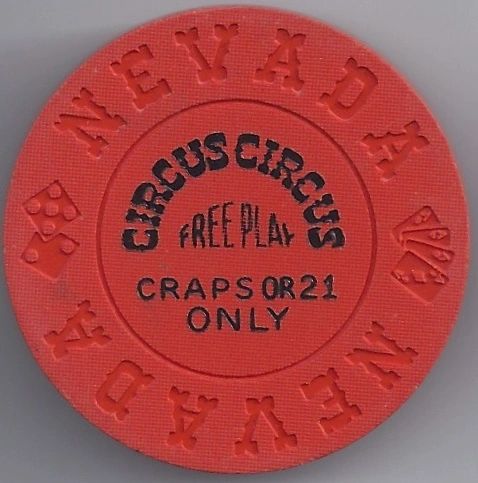 NEVADA
CIRCUS CIRCUS
FREE PLAY
CRAPS OR 21
ONLY
NEVADA